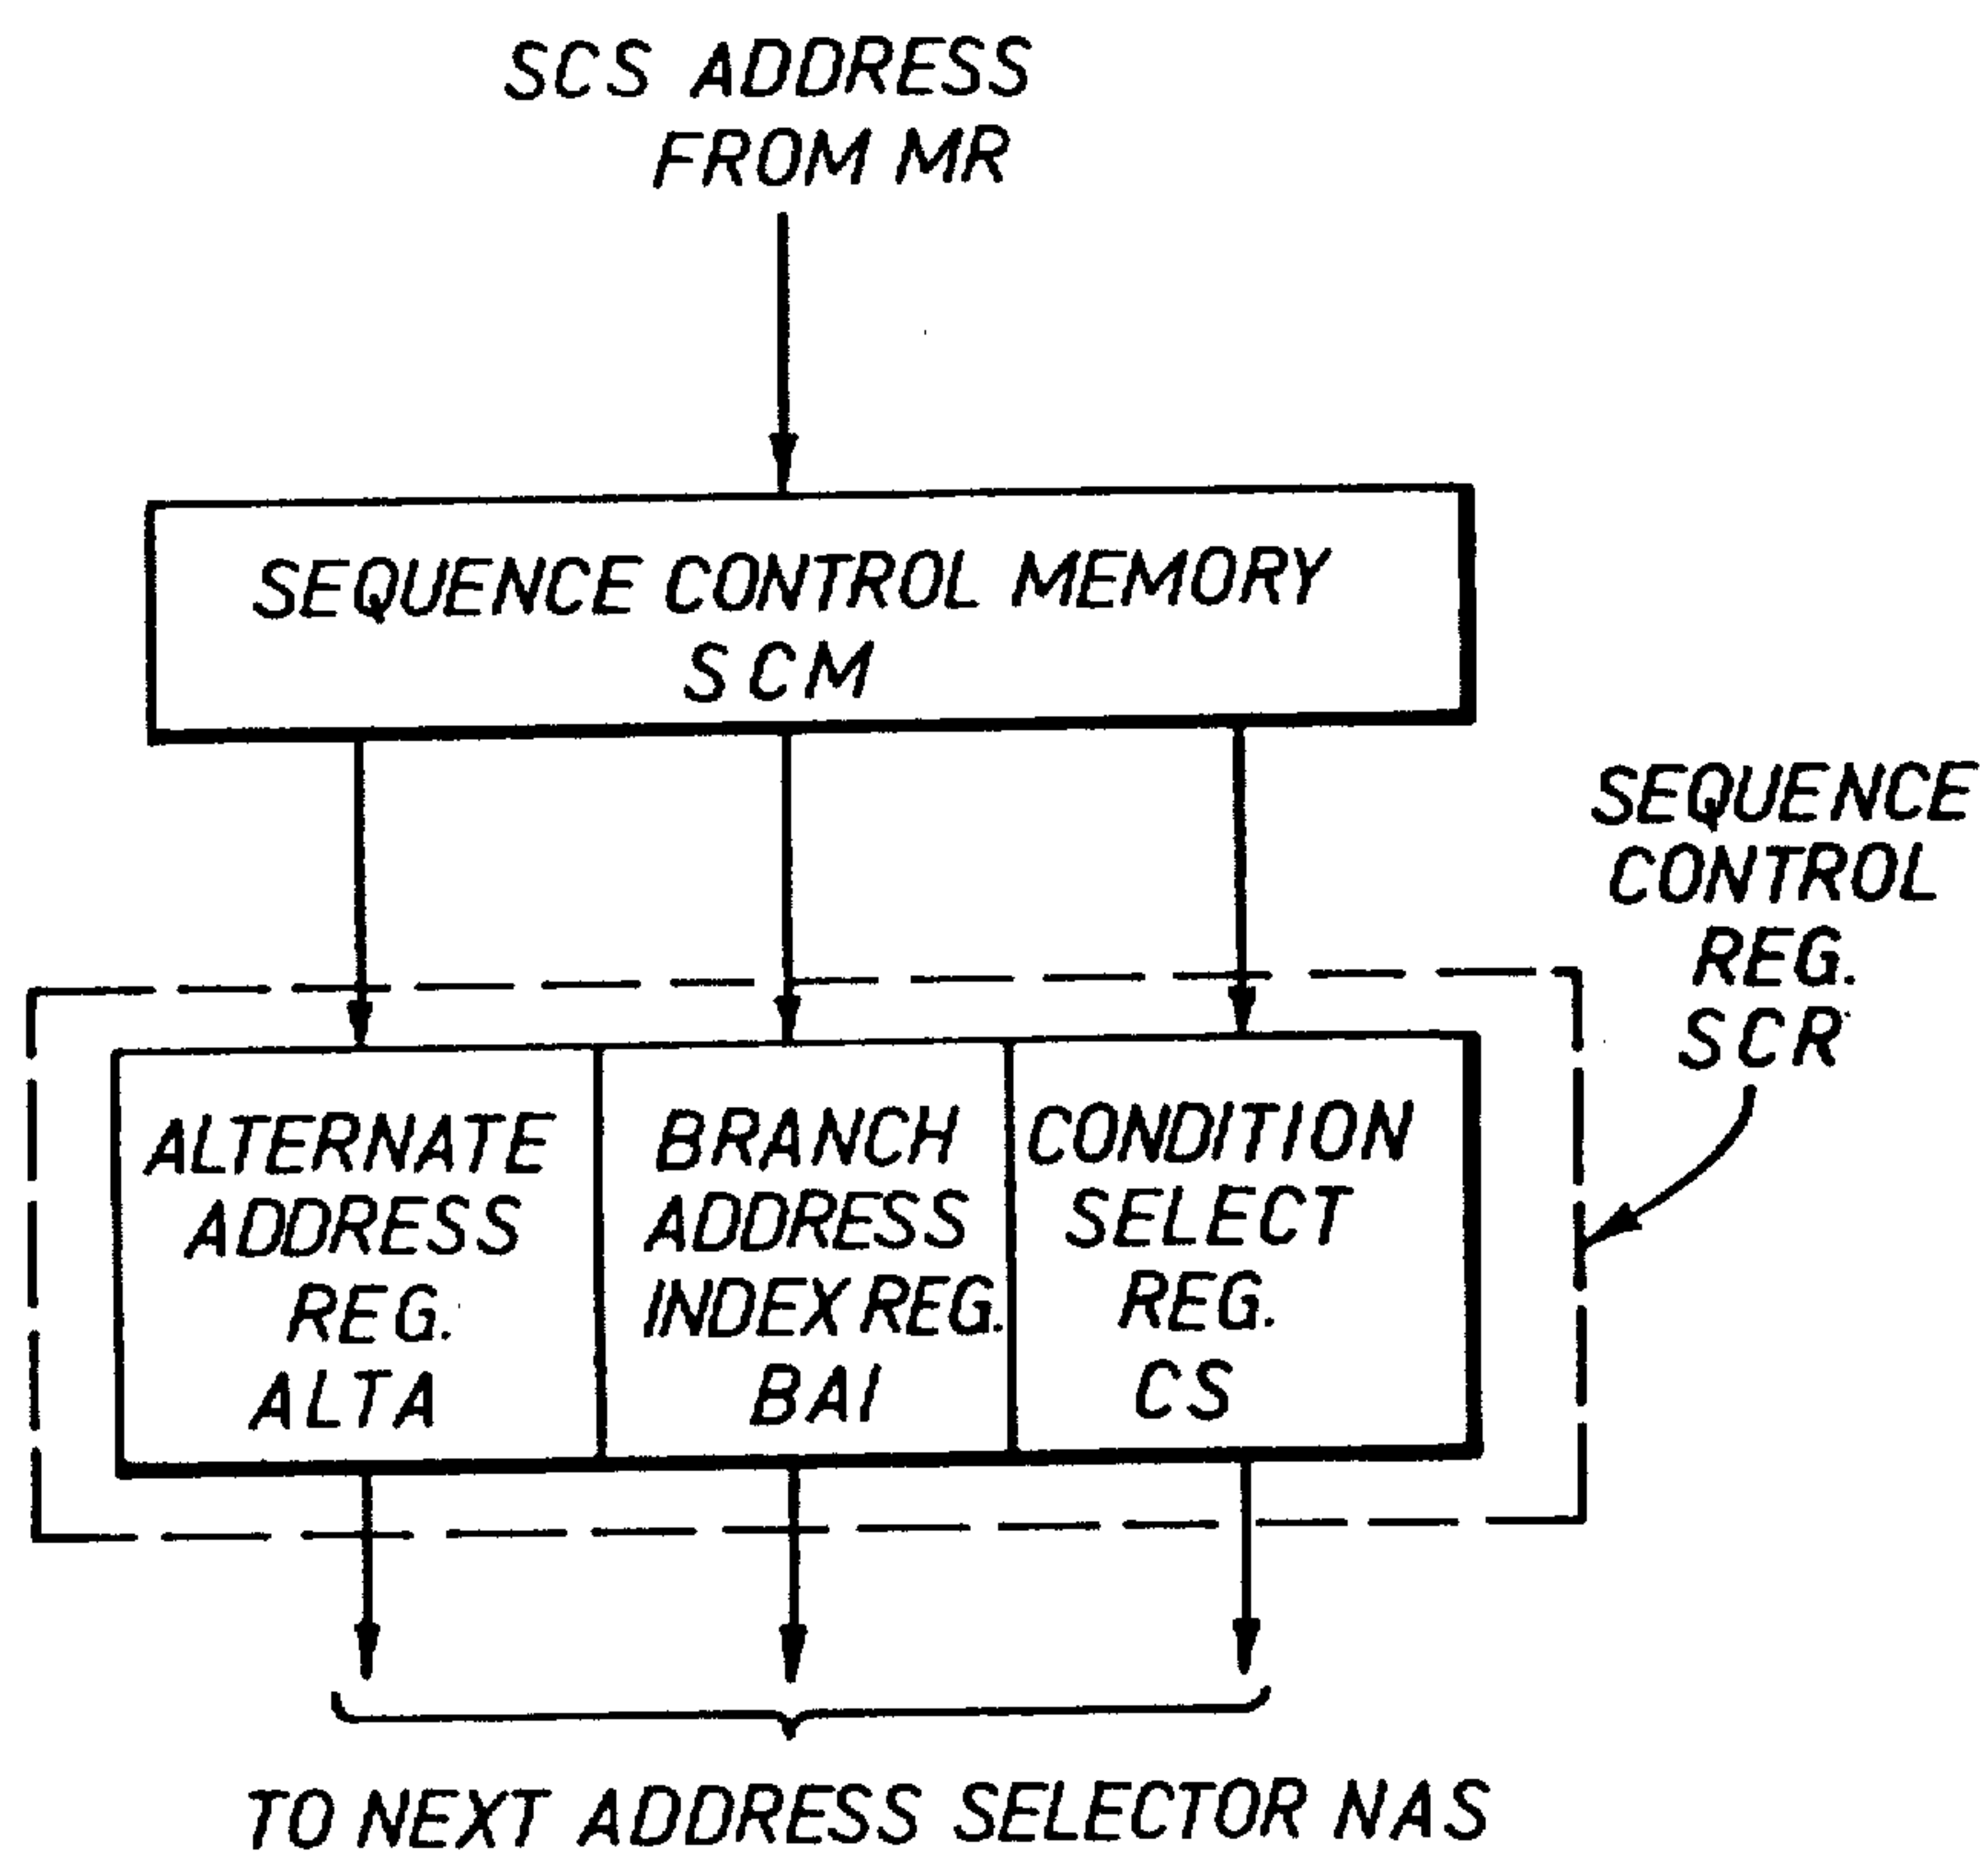 SCS ADDRESS
FROM MR
SEQUENCE CONTROL MEMORY
SCM
SEQUENCE
CONTROL
REG.
SCR
ALTERNATE
ADDRESS
REG.
ALTA
BRANCH
ADDRESS
INDEX REG.
BAI
CONDITION
SELECT
REG.
CS
TO NEXT ADDRESS SELECTOR NAS